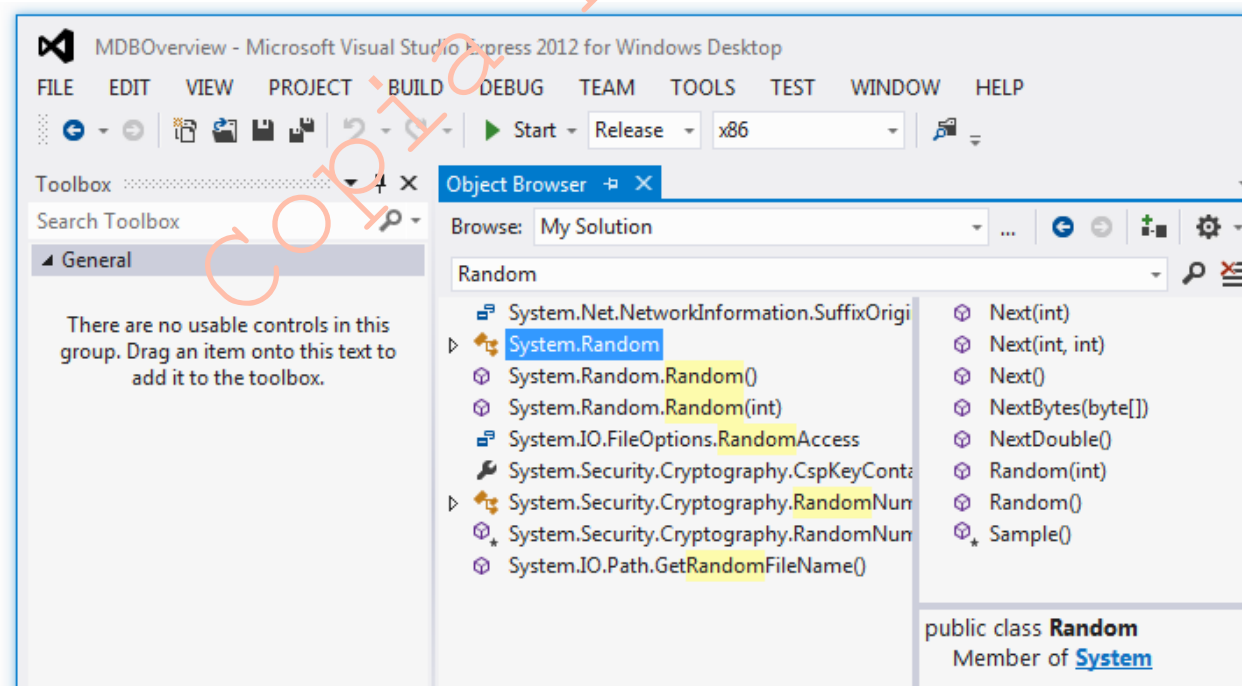 MDBOverview - Microsoft Visual Studio Express 2012 for Windows Desktop
FILE EDIT VIEW PROJECT BUILD DEBUG TEAM TOOLS TEST WINDOW HELP
Start Release x86
Toolbox
Search Toolbox
General
There are no usable controls in this
group. Drag an item onto this text to
add it to the toolbox.
Object Browser
Browse: My Solution ...
Random
System.Net.NetworkInformation.SuffixOrigi
System.Random
System.Random.Random()
System.Random.Random(int)
System.IO.FileOptions.RandomAccess
System.Security.Cryptography.CspKeyConta
System.Security.Cryptography.RandomNum
System.Security.Cryptography.RandomNum
System.IO.Path.GetRandomFileName()
Next(int)
Next(int, int)
Next()
NextBytes(byte[])
NextDouble()
Random(int)
Random()
Sample()
public class Random
Member of System
Copia